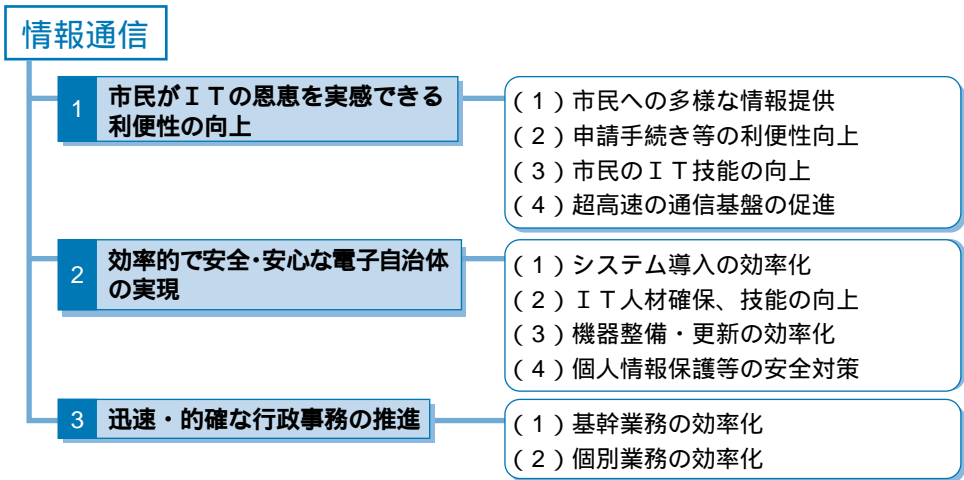 情報通信
1
市民がＩＴの恩恵を実感できる
利便性の向上
（１）市民への多様な情報提供
（２）申請手続き等の利便性向上
（３）市民のＩＴ技能の向上
（４）超高速の通信基盤の促進
2
効率的で安全・安心な電子自治体
の実現
（１）システム導入の効率化
（２）ＩＴ人材確保、技能の向上
（３）機器整備・更新の効率化
（４）個人情報保護等の安全対策
3
迅速・的確な行政事務の推進
（１）基幹業務の効率化
（２）個別業務の効率化